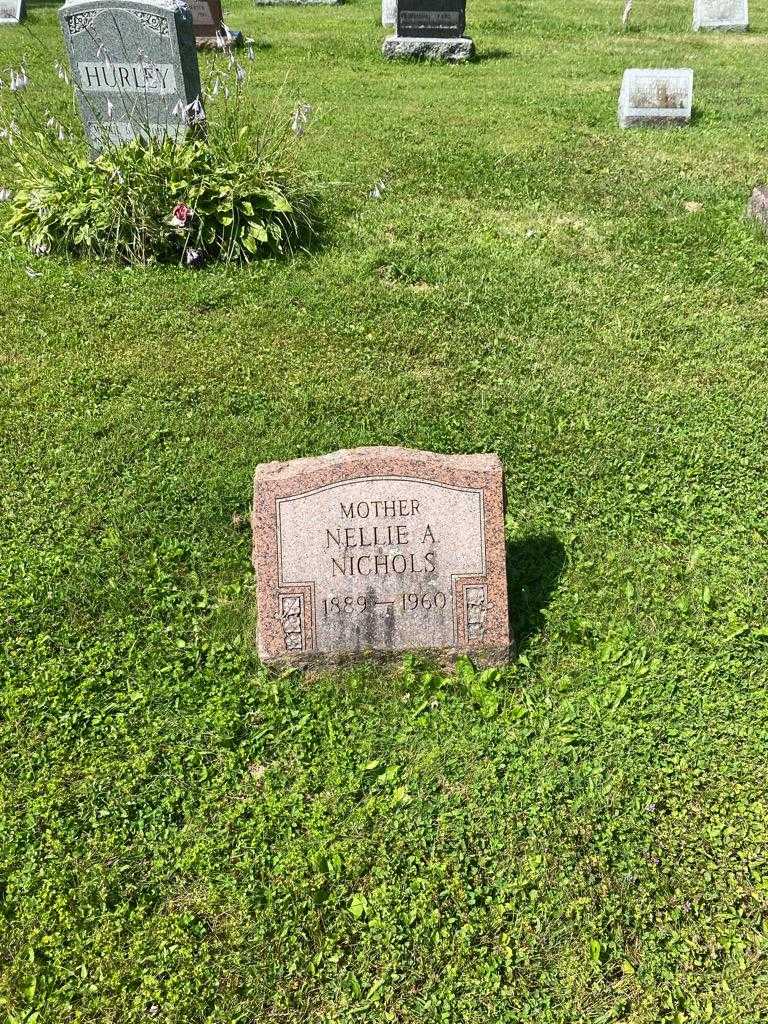 HURLEY
MOTHER
NELLIE A.
NICHOLS
1889 — 1960